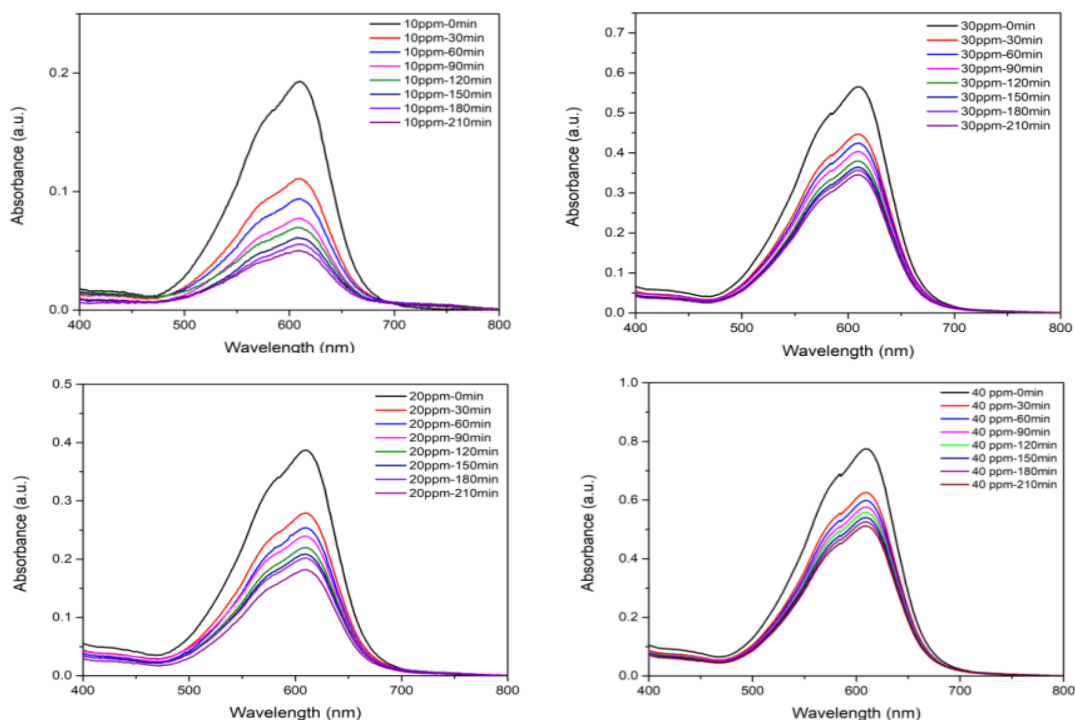 10ppm-0min
10ppm-30min
10ppm-60min
10ppm-90min
10ppm-120min
10ppm-150min
10ppm-180min
10ppm-210min
Absorbance (a.u.)
0.2
0.1
0.0
400 500 600 700 800
Wavelength (nm)
30ppm-0min
30ppm-30min
30ppm-60min
30ppm-90min
30ppm-120min
30ppm-150min
30ppm-180min
30ppm-210min
Absorbance (a.u.)
0.7
0.6
0.5
0.4
0.3
0.2
0.1
0.0
400 500 600 700 800
Wavelength (nm)
20ppm-0min
20ppm-30min
20ppm-60min
20ppm-90min
20ppm-120min
20ppm-150min
20ppm-180min
20ppm-210min
Absorbance (a.u.)
0.5
0.4
0.3
0.2
0.1
0.0
400 500 600 700 800
Wavelength (nm)
40 ppm-0min
40 ppm-30min
40 ppm-60min
40 ppm-90min
40 ppm-120min
40 ppm-150min
40 ppm-180min
40 ppm-210min
Absorbance (a.u.)
1.0
0.8
0.6
0.4
0.2
0.0
400 500 600 700 800
Wavelength (nm)